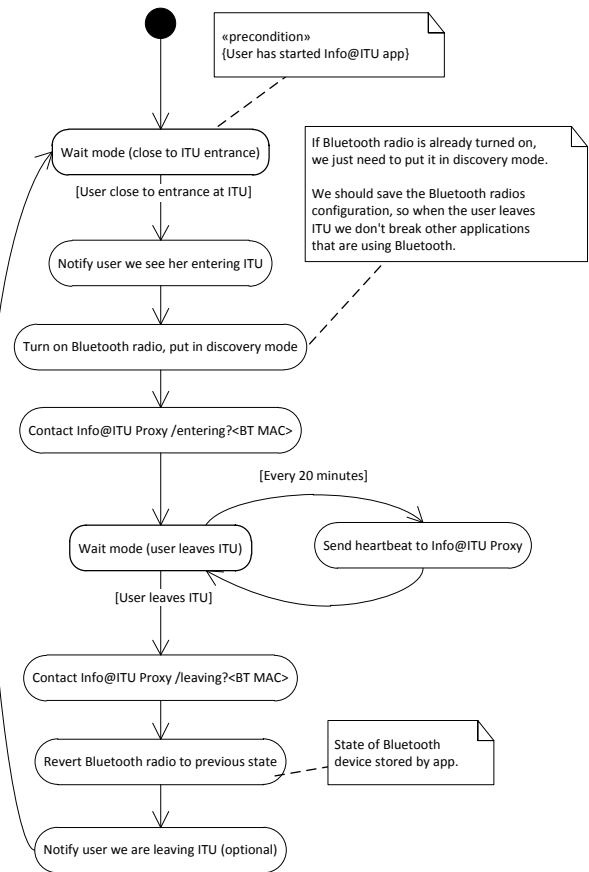 «precondition»
{User has started Info@ITU app}
Wait mode (close to ITU entrance)
If Bluetooth radio is already turned on,
we just need to put it in discovery mode.
We should save the Bluetooth radios
configuration, so when the user leaves
ITU we don't break other applications
that are using Bluetooth.
[User close to entrance at ITU]
Notify user we see her entering ITU
Turn on Bluetooth radio, put in discovery mode
Contact Info@ITU Proxy /entering?<BT MAC>
[Every 20 minutes]
Wait mode (user leaves ITU)
Send heartbeat to Info@ITU Proxy
[User leaves ITU]
Contact Info@ITU Proxy /leaving?<BT MAC>
Revert Bluetooth radio to previous state
State of Bluetooth
device stored by app.
Notify user we are leaving ITU (optional)